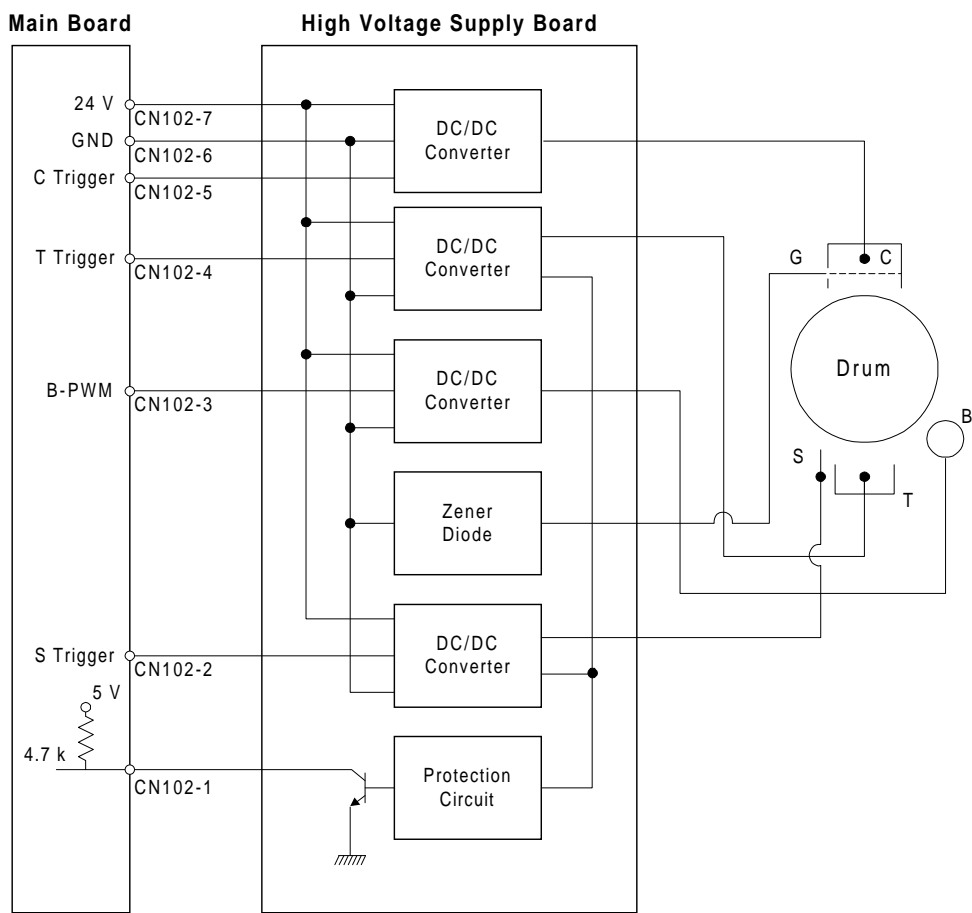 Main Board
High Voltage Supply Board
24 V
CN102-7
GND
CN102-6
C Trigger
CN102-5
DC/DC
Converter
T Trigger
CN102-4
DC/DC
Converter
G
C
Drum
B-PWM
CN102-3
DC/DC
Converter
B
S
T
Zener
Diode
S Trigger
CN102-2
DC/DC
Converter
5 V
4.7 k
CN102-1
Protection
Circuit